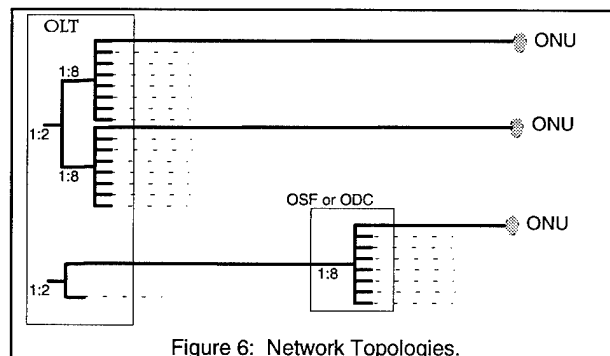 OLT
ONU
1:8
1:2
ONU
1:8
OSF or ODC
ONU
1:8
1:2
Figure 6: Network Topologies.